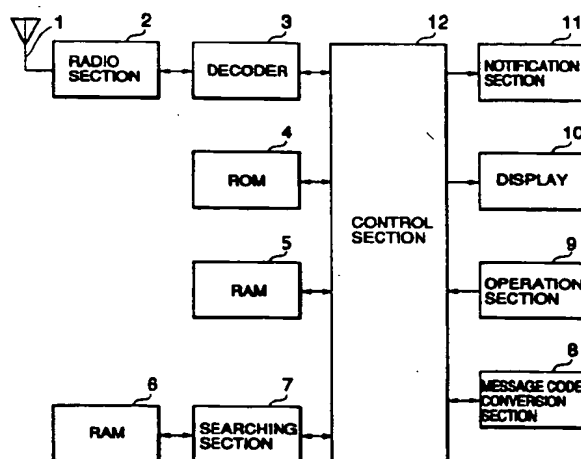 1
2
3
12
11
RADIO
SECTION
DECODER
NOTIFICATION
SECTION
4
10
ROM
DISPLAY
CONTROL
SECTION
5
9
RAM
OPERATION
SECTION
6
7
8
RAM
SEARCHING
SECTION
MESSAGE CODE
CONVERSION
SECTION